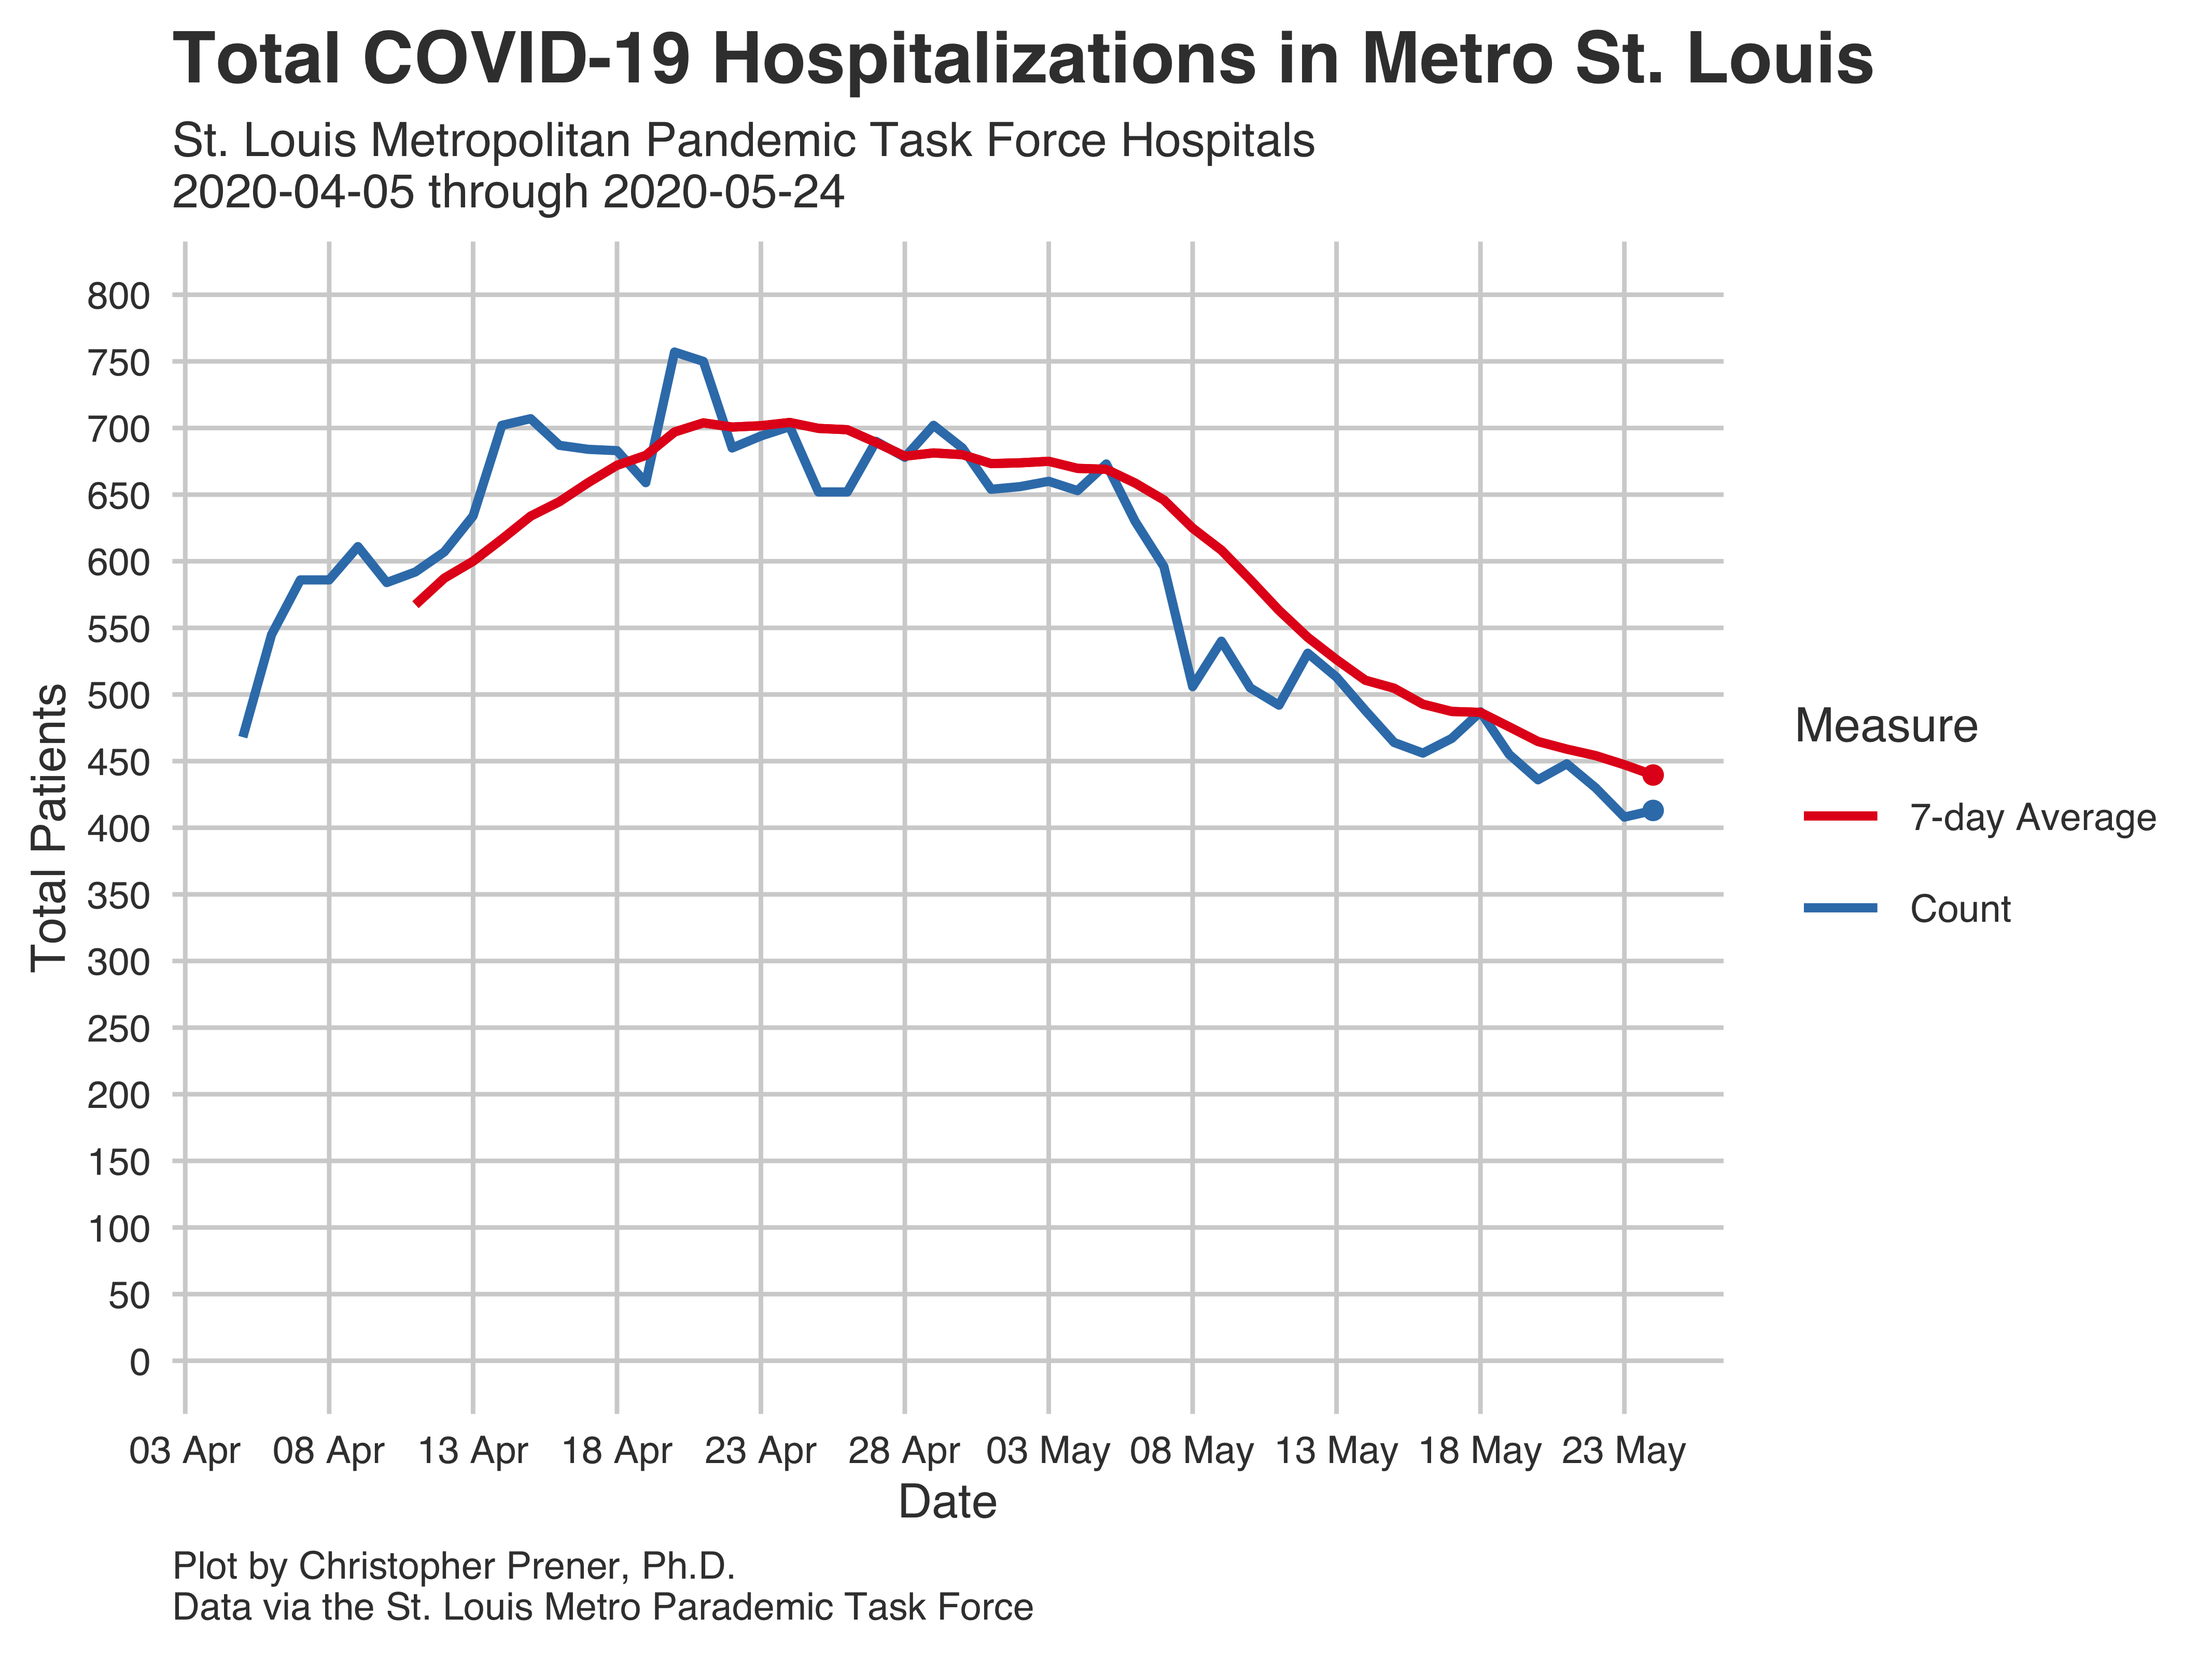 Total COVID-19 Hospitalizations in Metro St. Louis
St. Louis Metropolitan Pandemic Task Force Hospitals
2020-04-05 through 2020-05-24
800
750
700
650
600
550
500
450
400
350
300
250
200
150
100
50
0
Total Patients
03 Apr 08 Apr 13 Apr 18 Apr 23 Apr 28 Apr 03 May 08 May 13 May 18 May 23 May
Date
Measure
7-day Average
Count
Plot by Christopher Prener, Ph.D.
Data via the St. Louis Metro Parademic Task Force